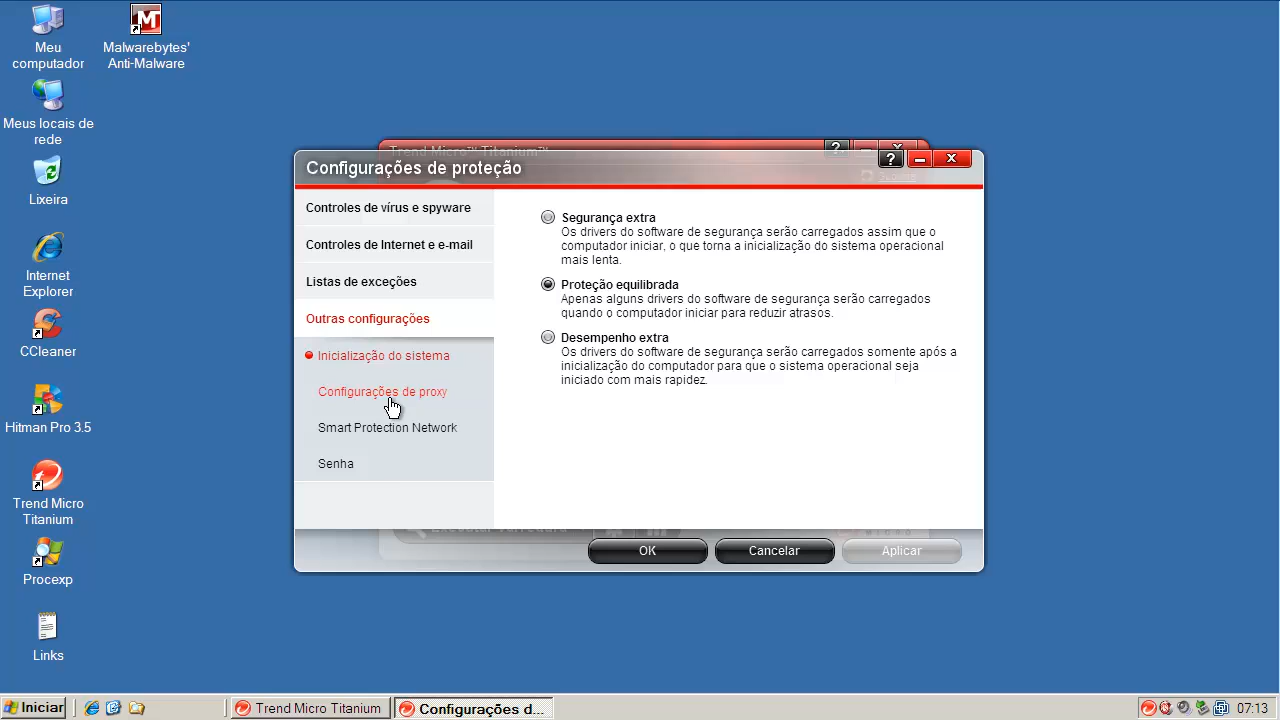 Meu
computador
Malwarebytes'
Anti-Malware
Meus locais de
rede
Lixeira
Internet
Explorer
CCleaner
Hitman Pro 3.5
Trend Micro
Titanium
Procexp
Links
Trend Micro™ Titanium™
?
X
Configurações de proteção
?
X
Suporte
Controles de vírus e spyware
Controles de Internet e e-mail
Listas de exceções
Outras configurações
Inicialização do sistema
Configurações de proxy
Smart Protection Network
Senha
Segurança extra
Os drivers do software de segurança serão carregados assim que o
computador iniciar, o que torna a inicialização do sistema operacional
mais lenta.
Proteção equilibrada
Apenas alguns drivers do software de segurança serão carregados
quando o computador iniciar para reduzir atrasos.
Desempenho extra
Os drivers do software de segurança serão carregados somente após a
inicialização do computador para que o sistema operacional seja
iniciado com mais rapidez.
Executar varredura
OK
Cancelar
Aplicar
Iniciar
Trend Micro Titanium
Configurações d...
07:13